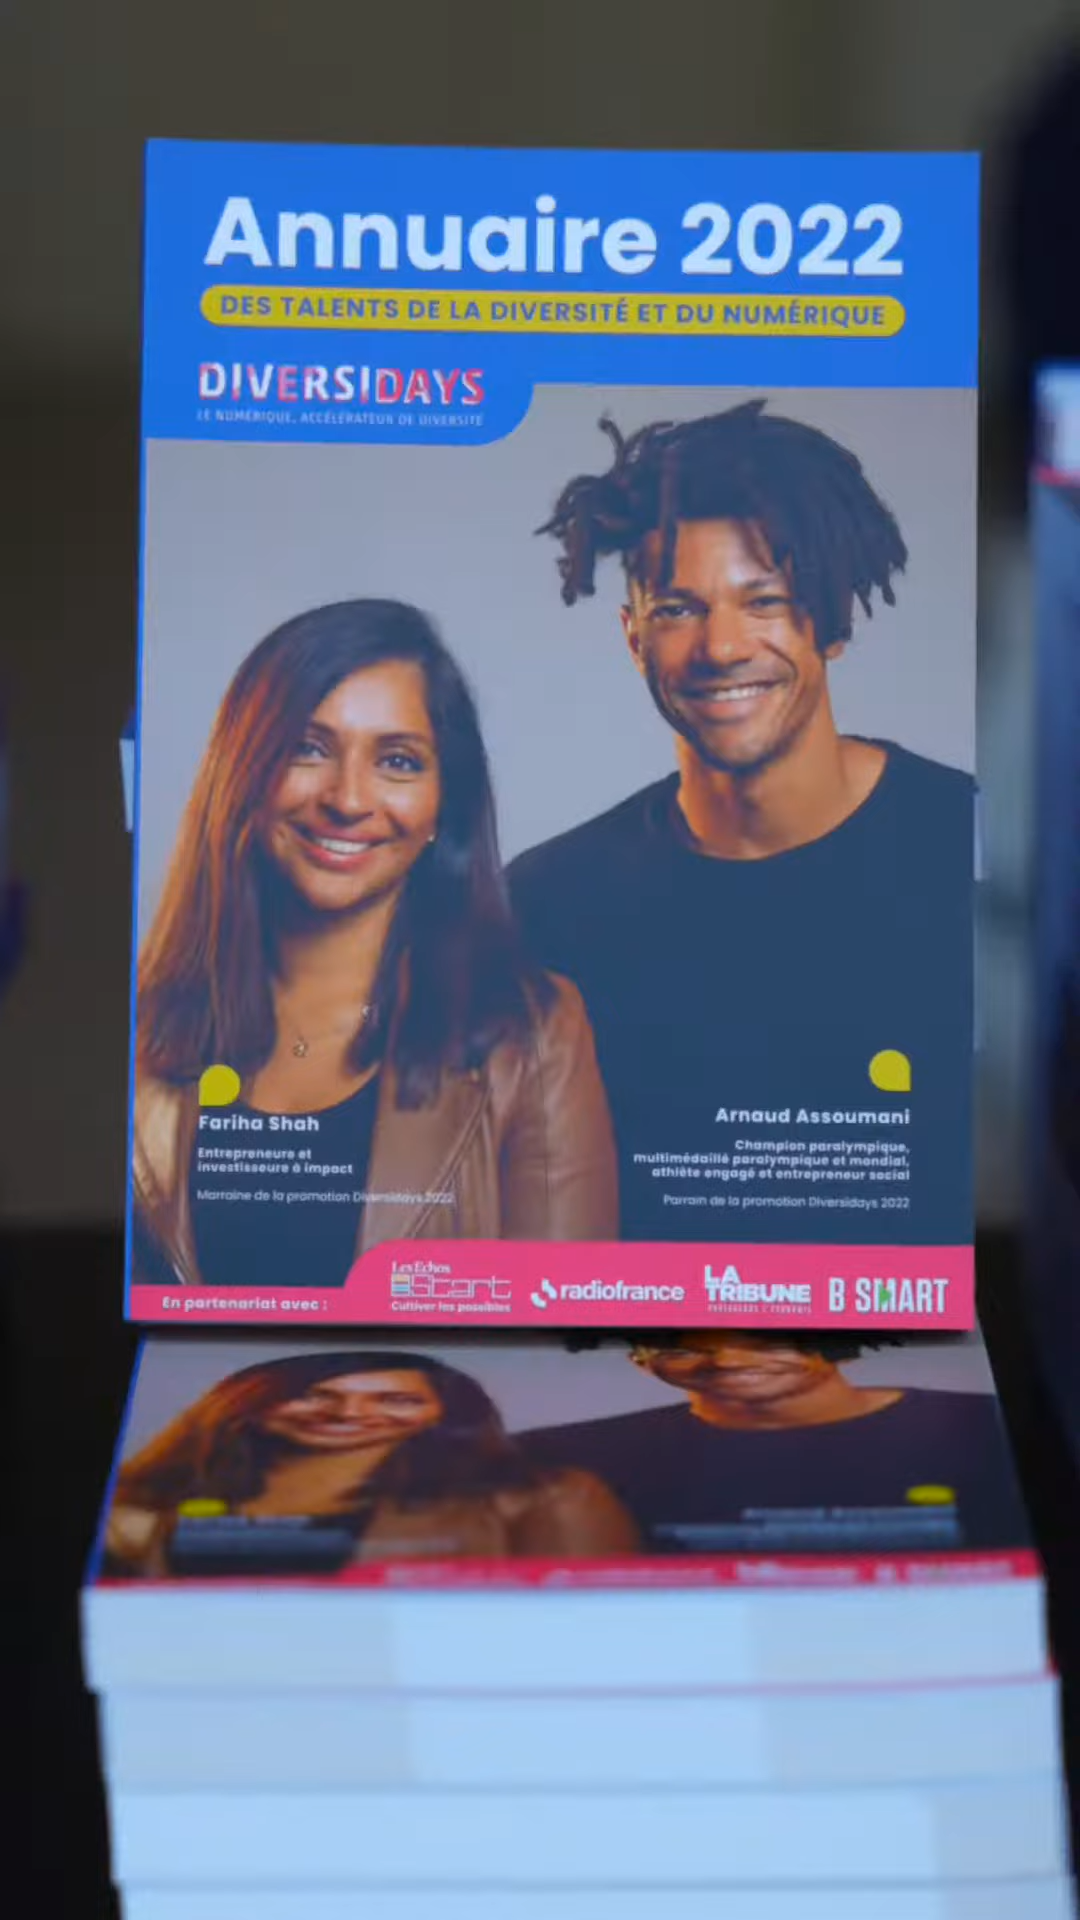 Annuaire 2022
DES TALENTS DE LA DIVERSITÉ ET DU NUMÉRIQUE
DIVERSIDAYS
LE NUMÉRIQUE, ACCÉLÉRATEUR DE DIVERSITÉ
Fariha Shah
Entrepreneure et
investisseure à impact
Marraine de la promotion Diversidays 2022
Arnaud Assoumani
Champion paralympique,
multimédaillé paralympique et mondial,
athlète engagé et entrepreneur social
Parrain de la promotion Diversidays 2022
En partenariat avec :
Les Echos
START
Cultiver les possibles
radiofrance
LA
TRIBUNE
B SMART